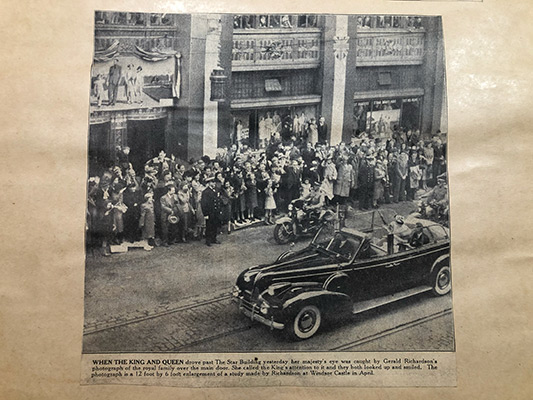 WHEN THE KING AND QUEEN drove past The Star Building yesterday her majesty's eye was caught by Gerald Richardson's
photograph of the royal family over the main door. She called the King's attention to it and they both looked up and smiled. The
photograph is a 12 foot by 6 foot enlargement of a study made by Richardson at Windsor Castle in April.